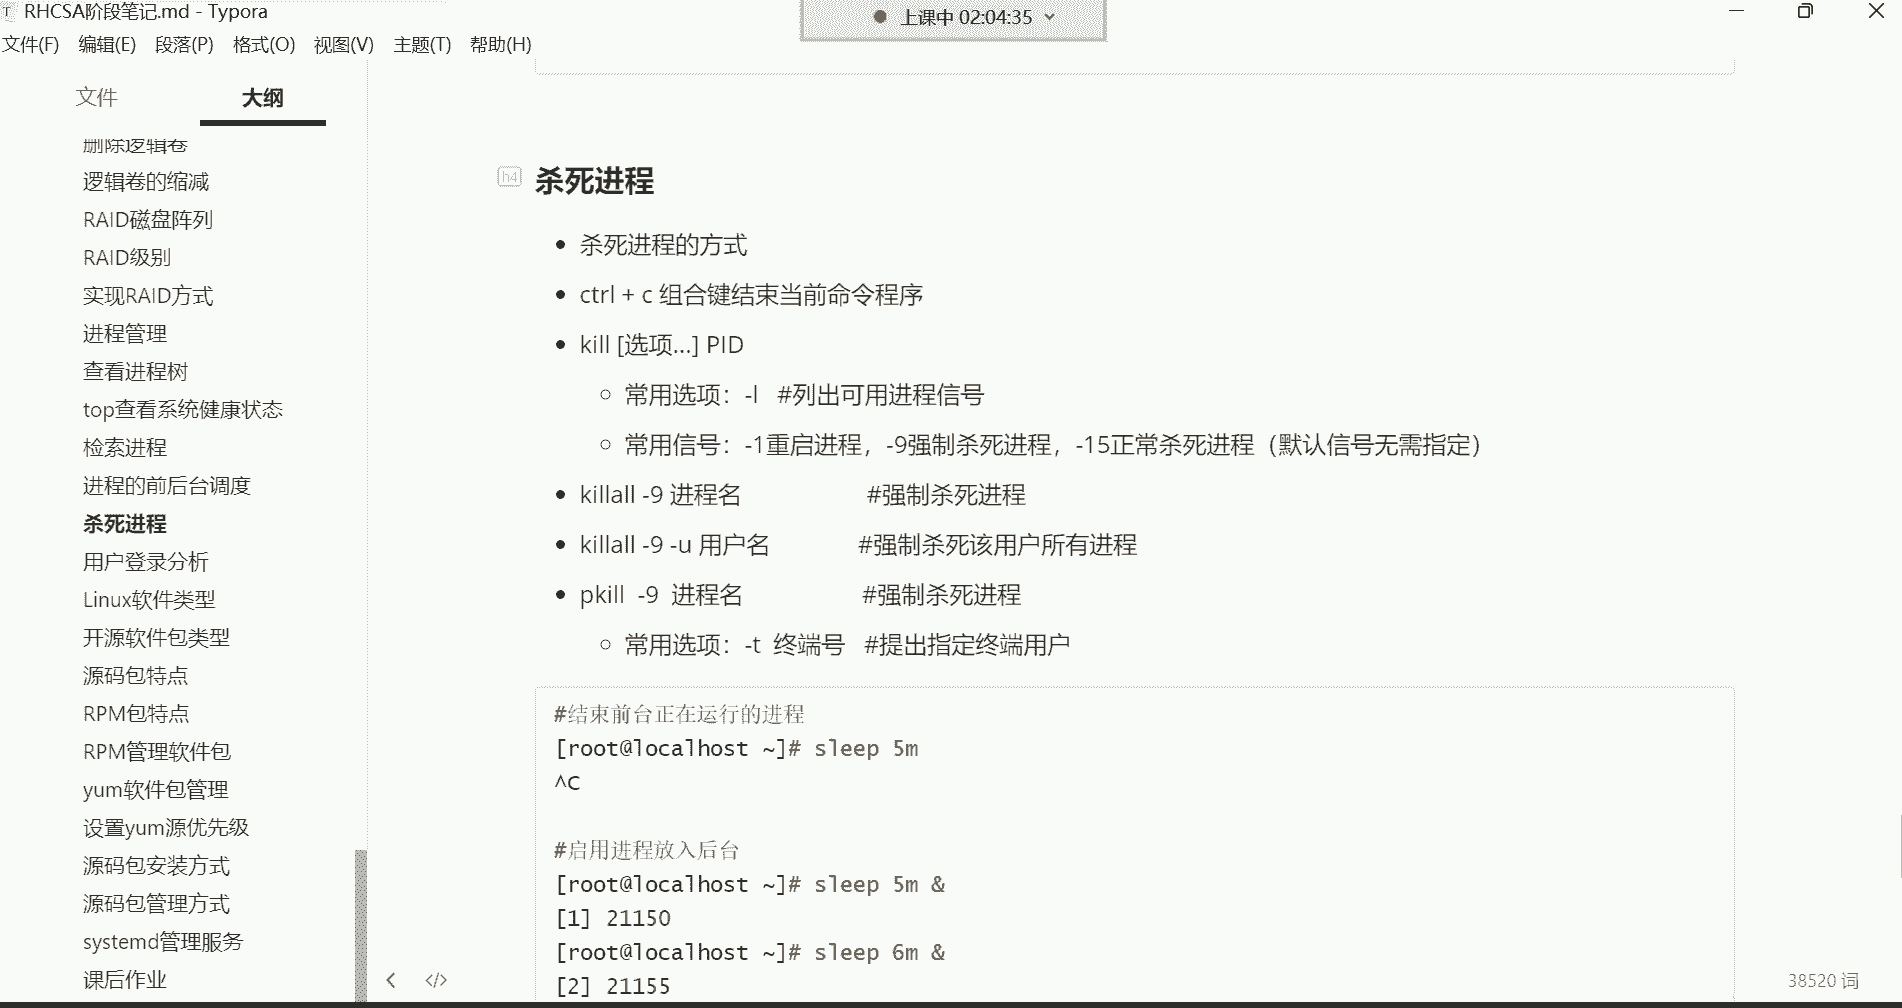 RHCSA阶段笔记.md - Typora
上课中 02:04:35
文件(F) 编辑(E) 段落(P) 格式(O) 视图(V) 主题(T) 帮助(H)
文件 大纲
删除逻辑卷
逻辑卷的缩减
RAID磁盘阵列
RAID级别
实现RAID方式
进程管理
查看进程树
top查看系统健康状态
检索进程
进程的前后台调度
杀死进程
用户登录分析
Linux软件类型
开源软件包类型
源码包特点
RPM包特点
RPM管理软件包
yum软件包管理
设置yum源优先级
源码包安装方式
源码包管理方式
systemd管理服务
课后作业
h4 杀死进程
• 杀死进程的方式
• ctrl + c 组合键结束当前命令程序
• kill [选项...] PID
○ 常用选项：-l #列出可用进程信号
○ 常用信号：-1重启进程，-9强制杀死进程，-15正常杀死进程（默认信号无需指定）
• killall -9 进程名 #强制杀死进程
• killall -9 -u 用户名 #强制杀死该用户所有进程
• pkill -9 进程名 #强制杀死进程
○ 常用选项：-t 终端号 #提出指定终端用户
#结束前台正在运行的进程
[root@localhost ~]# sleep 5m
^C
#启用进程放入后台
[root@localhost ~]# sleep 5m &
[1] 21150
[root@localhost ~]# sleep 6m &
[2] 21155
38520 词